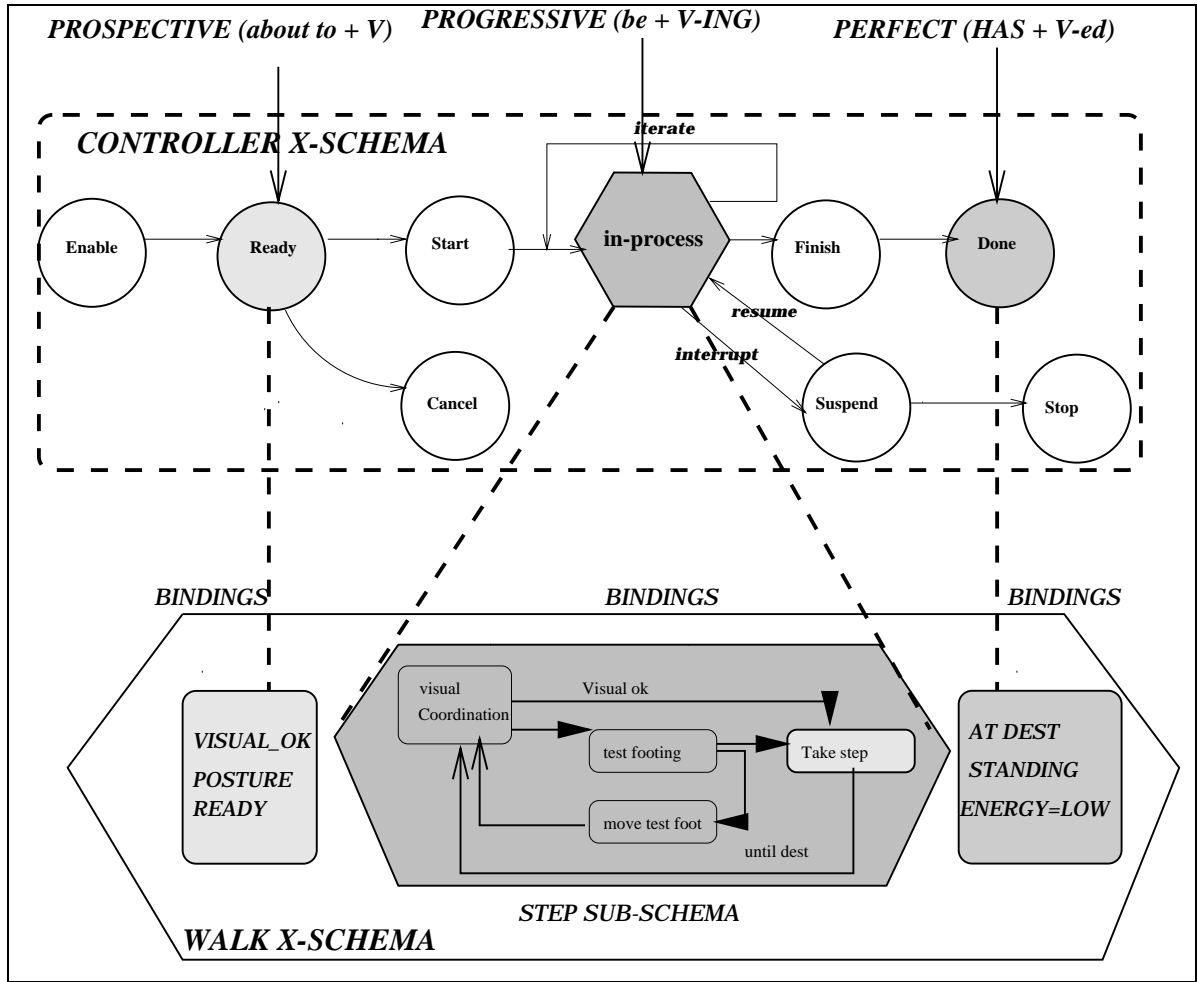 PROSPECTIVE (about to + V)
PROGRESSIVE (be + V-ING)
PERFECT (HAS + V-ed)
CONTROLLER X-SCHEMA
iterate
Enable
Ready
Start
in-process
Finish
Done
resume
interrupt
Cancel
Suspend
Stop
BINDINGS
BINDINGS
BINDINGS
VISUAL_OK
POSTURE
READY
visual
Coordination
Visual ok
test footing
Take step
move test foot
until dest
AT DEST
STANDING
ENERGY=LOW
STEP SUB-SCHEMA
WALK X-SCHEMA